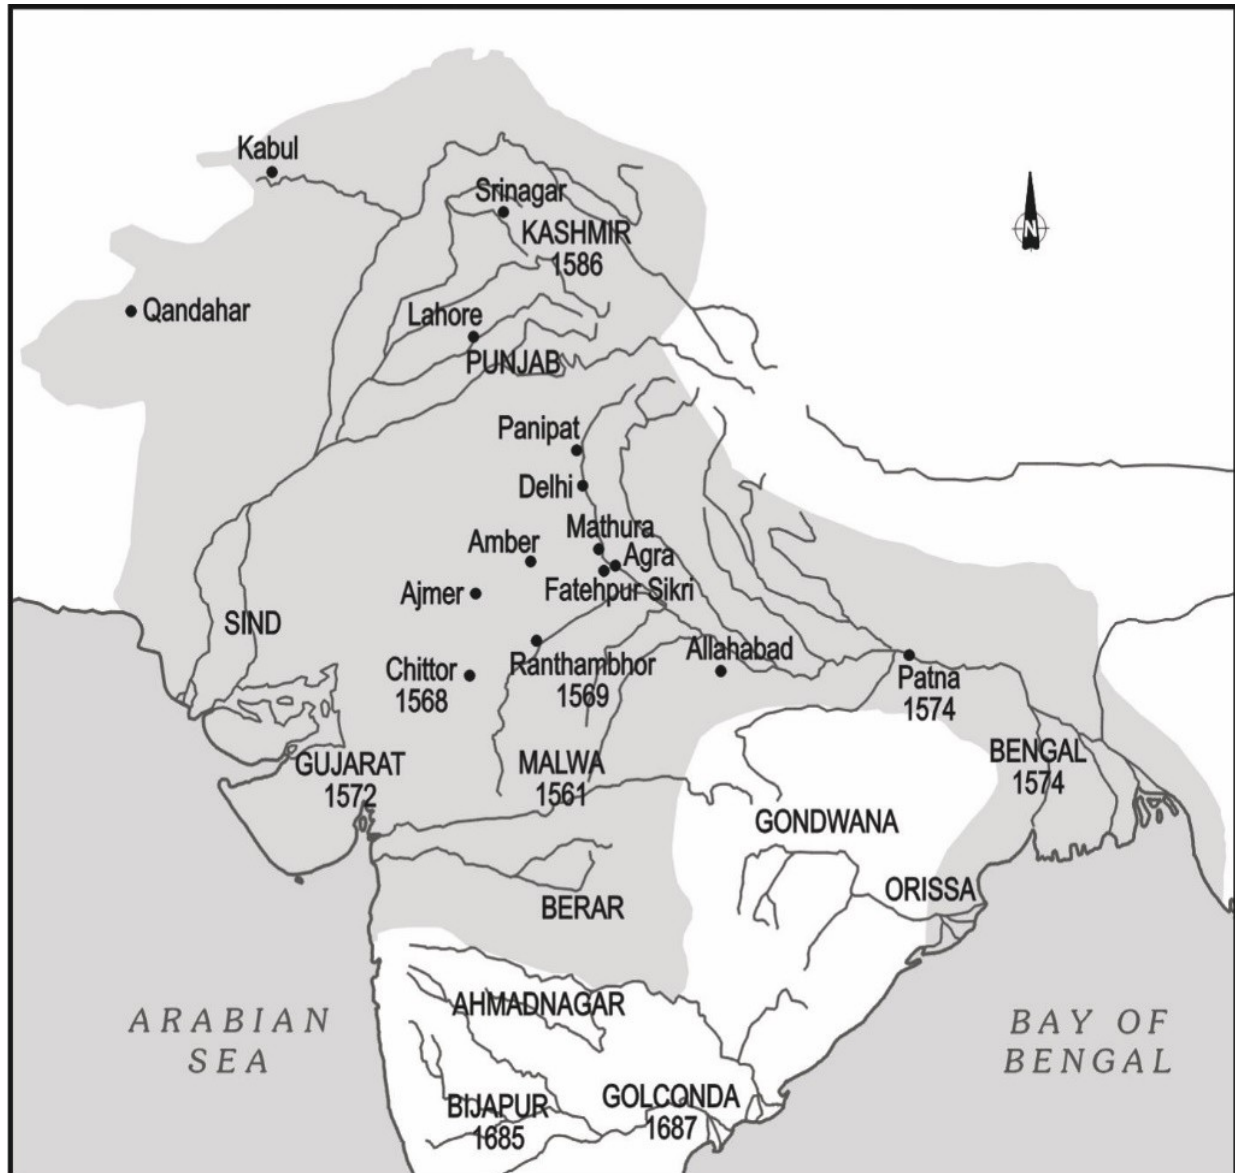 Kabul
Srinagar
N
KASHMIR
1586
Qandahar
Lahore
PUNJAB
Panipat
Delhi
Mathura
Amber
Agra
Fatehpur Sikri
Ajmer
SIND
Allahabad
Ranthambhor
1569
Chittor
1568
Patna
1574
GUJARAT
1572
MALWA
1561
BENGAL
1574
GONDWANA
ORISSA
BERAR
AHMADNAGAR
ARABIAN
SEA
BAY OF
BENGAL
BIJAPUR
1685
GOLCONDA
1687